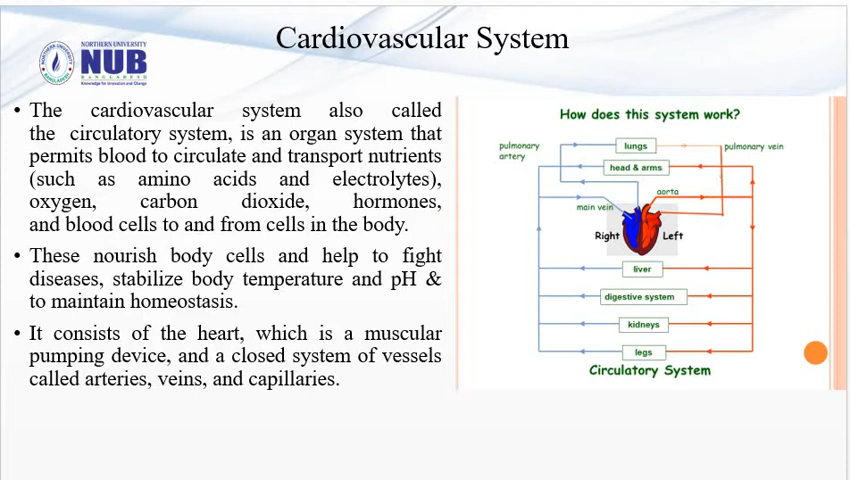 Cardiovascular System
NORTHERN UNIVERSITY
NUB
BANGLADESH
Knowledge for Innovation and Change
• The cardiovascular system also called
the circulatory system, is an organ system that
permits blood to circulate and transport nutrients
(such as amino acids and electrolytes),
oxygen, carbon dioxide, hormones,
and blood cells to and from cells in the body.
• These nourish body cells and help to fight
diseases, stabilize body temperature and pH &
to maintain homeostasis.
• It consists of the heart, which is a muscular
pumping device, and a closed system of vessels
called arteries, veins, and capillaries.
How does this system work?
pulmonary
artery
lungs
pulmonary vein
head & arms
aorta
main vein
Right
Left
liver
digestive system
kidneys
legs
Circulatory System